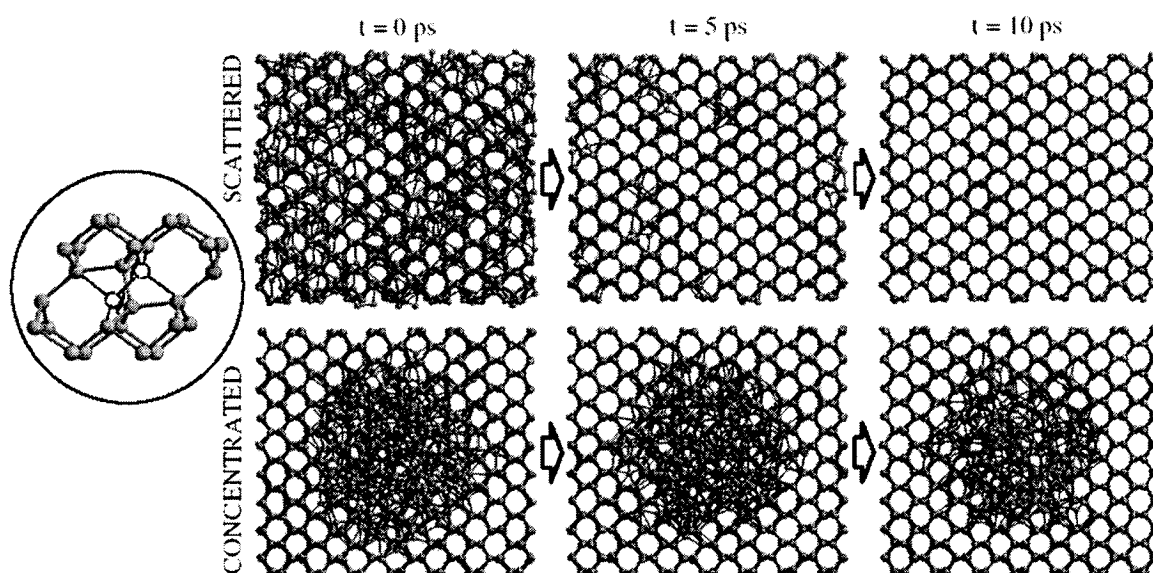 t = 0 ps
t = 5 ps
t = 10 ps
SCATTERED
CONCENTRATED